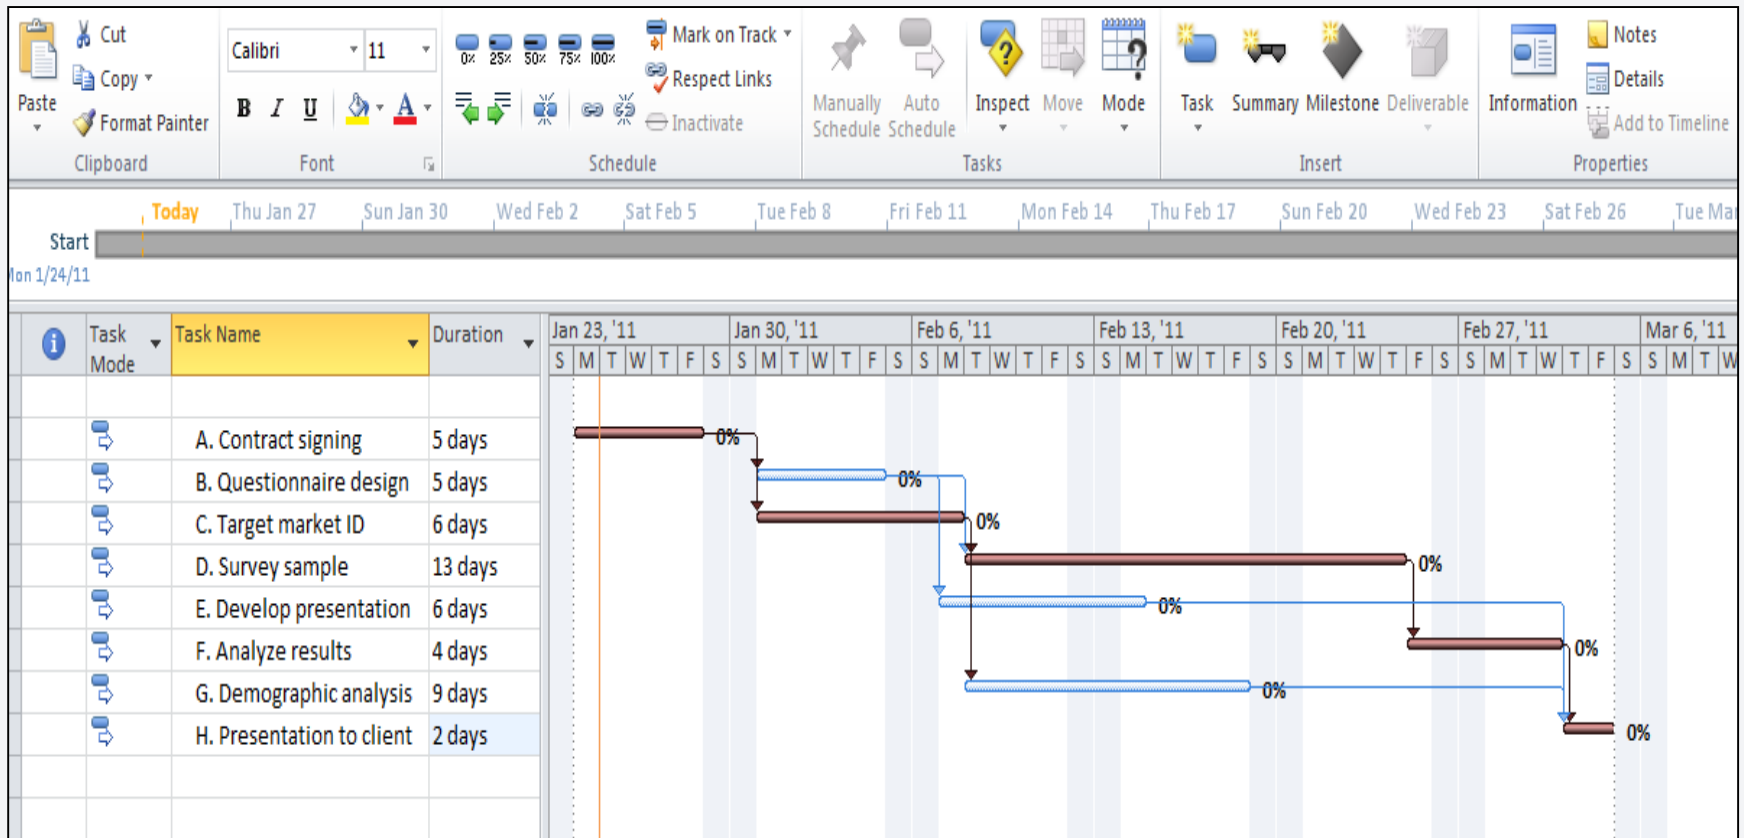 Cut
Copy
Format Painter
Paste
Clipboard
Calibri 11
B I U A
Font
0% 25% 50% 75% 100%
Mark on Track
Respect Links
Inactivate
Schedule
Manually Schedule
Auto Schedule
Inspect
Move
Mode
Tasks
Task
Summary
Milestone
Deliverable
Insert
Information
Notes
Details
Add to Timeline
Properties
Today Thu Jan 27 Sun Jan 30 Wed Feb 2 Sat Feb 5 Tue Feb 8 Fri Feb 11 Mon Feb 14 Thu Feb 17 Sun Feb 20 Wed Feb 23 Sat Feb 26 Tue Mar
Start
Mon 1/24/11
Task Mode Task Name Duration
Jan 23, '11 Jan 30, '11 Feb 6, '11 Feb 13, '11 Feb 20, '11 Feb 27, '11 Mar 6, '11
S M T W T F S S M T W T F S S M T W T F S S M T W T F S S M T W T F S S M T W T F S S M T W
A. Contract signing 5 days 0%
B. Questionnaire design 5 days 0%
C. Target market ID 6 days 0%
D. Survey sample 13 days 0%
E. Develop presentation 6 days 0%
F. Analyze results 4 days 0%
G. Demographic analysis 9 days 0%
H. Presentation to client 2 days 0%